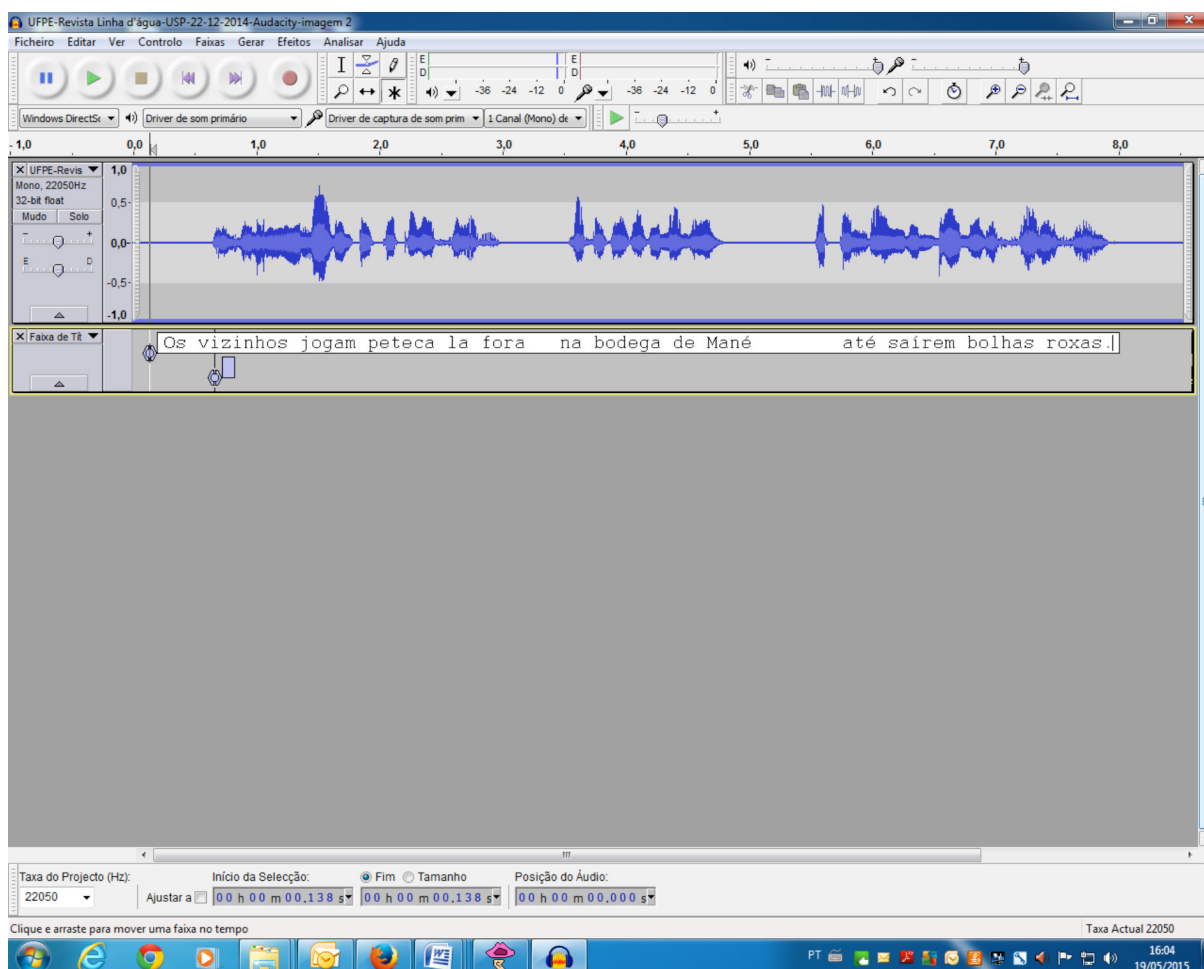 UFPE-Revista Linha d'água-USP-22-12-2014-Audacity-imagem 2
Ficheiro Editar Ver Controlo Faixas Gerar Efeitos Analisar Ajuda
E E
D D
-36 -24 -12 0 -36 -24 -12 0
Windows DirectSc Driver de som primário Driver de captura de som prim 1 Canal (Mono) de
- 1,0 0,0 1,0 2,0 3,0 4,0 5,0 6,0 7,0 8,0
UFPE-Revis 1,0
Mono, 22050Hz
32-bit float 0,5
Mudo Solo
- + 0,0
E D
-0,5
-1,0
Faixa de Tít Os vizinhos jogam peteca la fora na bodega de Mané até saírem bolhas roxas.
Taxa do Projecto (Hz): Início da Selecção: Fim Tamanho Posição do Áudio:
22050 Ajustar a 00 h 00 m 00.138 s 00 h 00 m 00.138 s 00 h 00 m 00.000 s
Clique e arraste para mover uma faixa no tempo Taxa Actual 22050
PT 16:04
19/05/2015